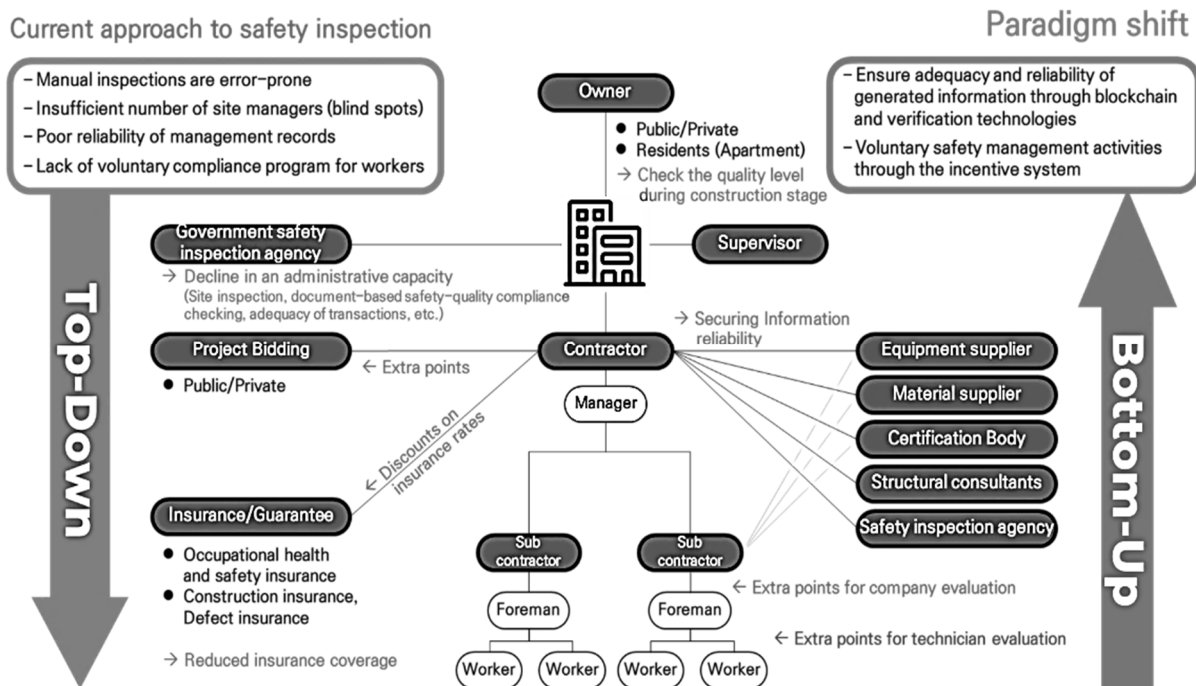 Current approach to safety inspection
Paradigm shift
– Manual inspections are error–prone
– Insufficient number of site managers (blind spots)
– Poor reliability of management records
– Lack of voluntary compliance program for workers
– Ensure adequacy and reliability of
generated information through blockchain
and verification technologies
– Voluntary safety management activities
through the incentive system
Owner
● Public/Private
● Residents (Apartment)
→ Check the quality level
during construction stage
Government safety
inspection agency
Supervisor
→ Decline in an administrative capacity
(Site inspection, document–based safety–quality compliance
checking, adequacy of transactions, etc.)
→ Securing Information
reliability
Project Bidding
Contractor
Equipment supplier
← Extra points
● Public/Private
Material supplier
Manager
Certification Body
← Discounts on
insurance rates
Structural consultants
Insurance/Guarantee
Safety inspection agency
● Occupational health
and safety insurance
● Construction insurance,
Defect insurance
→ Reduced insurance coverage
Sub
contractor
Sub
contractor
← Extra points for company evaluation
Foreman
Foreman
← Extra points for technician evaluation
Worker
Worker
Worker
Worker
Top-Down
Bottom-Up